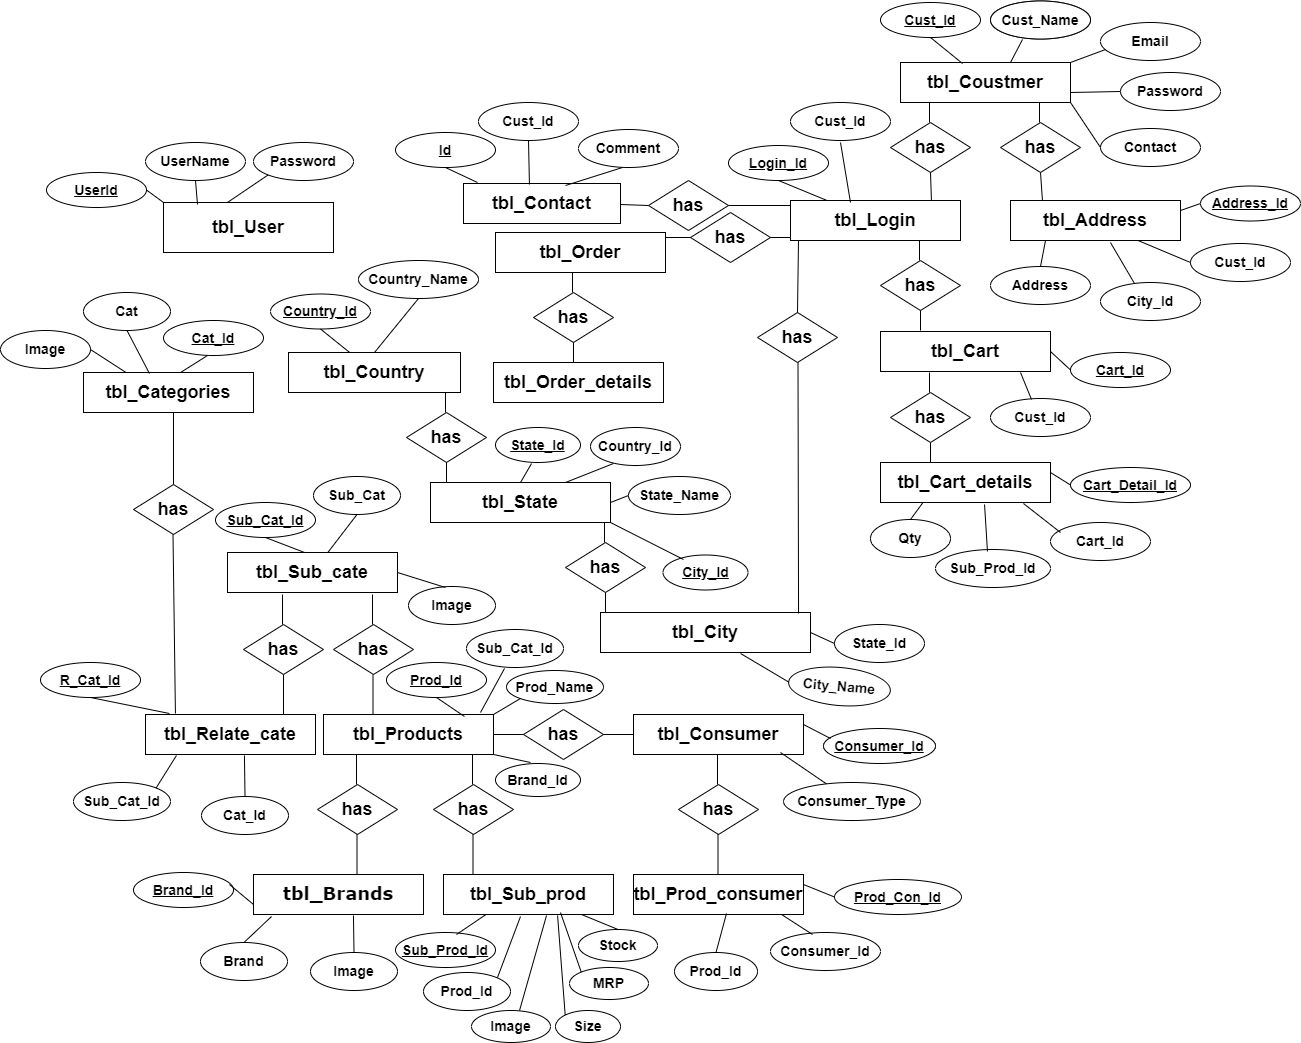 Cust_Id
Cust_Name
Email
tbl_Coustmer
Password
Contact
has
has
Cust_Id
Id
Comment
Cust_Id
Login_Id
tbl_Contact
has
tbl_Login
tbl_Address
Address_Id
Cust_Id
City_Id
Address
UserName
Password
UserId
tbl_User
tbl_Order
has
has
has
has
tbl_Order_details
Country_Name
Country_Id
tbl_Country
has
Cat
Image
Cat_Id
tbl_Categories
has
tbl_Cart
Cart_Id
Cust_Id
has
tbl_Cart_details
Cart_Detail_Id
Qty
Sub_Prod_Id
Cart_Id
State_Id
Country_Id
State_Name
tbl_State
has
City_Id
tbl_City
State_Id
City_Name
Sub_Cat_Id
Sub_Cat
tbl_Sub_cate
Image
has
has
R_Cat_Id
tbl_Relate_cate
Sub_Cat_Id
Cat_Id
Prod_Id
Sub_Cat_Id
Prod_Name
tbl_Products
Brand_Id
has
tbl_Consumer
Consumer_Id
Consumer_Type
has
has
has
Brand_Id
tbl_Brands
Brand
Image
tbl_Sub_prod
Sub_Prod_Id
Prod_Id
Image
Size
MRP
Stock
tbl_Prod_consumer
Prod_Con_Id
Prod_Id
Consumer_Id